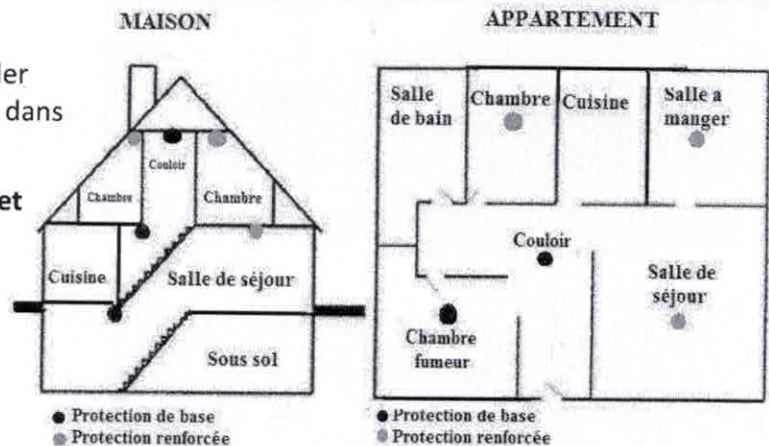 MAISON
APPARTEMENT
ler
dans
et
Couloir
Chambre
Chambre
Cuisine
Salle de séjour
Sous sol
Protection de base
Protection renforcée
Salle
de bain
Chambre
Cuisine
Salle a
manger
Couloir
Salle de
séjour
Chambre
fumeur
Protection de base
Protection renforcée